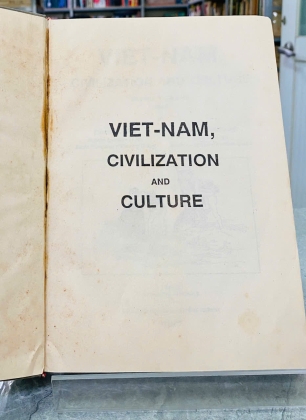 VIET-NAM,
CIVILIZATION
AND
CULTURE